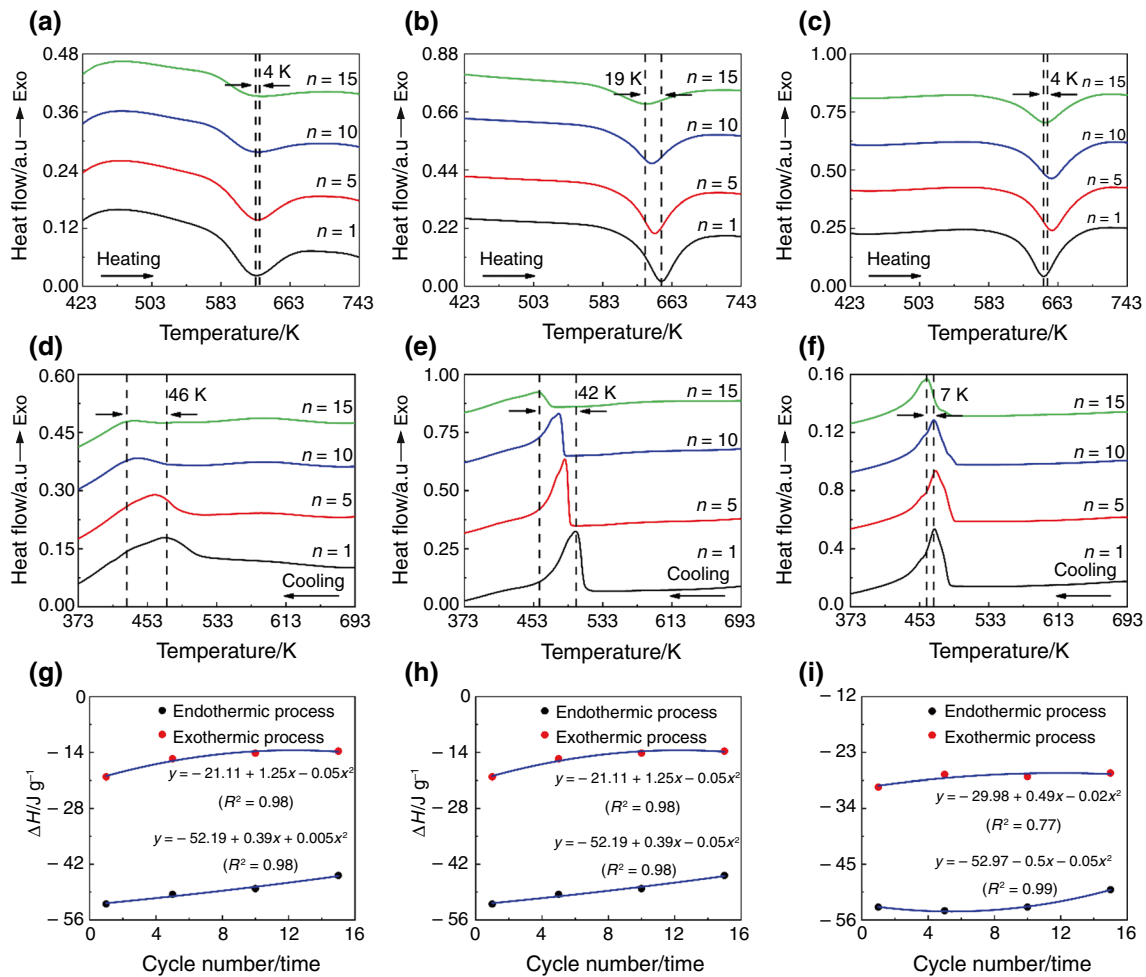 (a)
Heat flow/a.u → Exo
0.48
0.36
0.24
0.12
0.00
4 K
n = 15
n = 10
n = 5
n = 1
Heating
423 503 583 663 743
Temperature/K
(b)
Heat flow/a.u → Exo
0.88
0.66
0.44
0.22
0.00
19 K
n = 15
n = 10
n = 5
n = 1
Heating
423 503 583 663 743
Temperature/K
(c)
Heat flow/a.u → Exo
1.00
0.75
0.50
0.25
0.00
4 K
n = 15
n = 10
n = 5
n = 1
Heating
423 503 583 663 743
Temperature/K
(d)
Heat flow/a.u → Exo
0.60
0.45
0.30
0.15
0.00
46 K
n = 15
n = 10
n = 5
n = 1
Cooling
373 453 533 613 693
Temperature/K
(e)
Heat flow/a.u → Exo
1.00
0.75
0.50
0.25
0.00
42 K
n = 15
n = 10
n = 5
n = 1
Cooling
373 453 533 613 693
Temperature/K
(f)
Heat flow/a.u → Exo
0.16
0.12
0.8
0.4
0.0
7 K
n = 15
n = 10
n = 5
n = 1
Cooling
373 453 533 613 693
Temperature/K
(g)
ΔH/J g⁻¹
0
– 14
– 28
– 42
– 56
Endothermic process
Exothermic process
y = – 21.11 + 1.25x – 0.05x²
(R² = 0.98)
y = – 52.19 + 0.39x + 0.005x²
(R² = 0.98)
0 4 8 12 16
Cycle number/time
(h)
0
– 14
– 28
– 42
– 56
Endothermic process
Exothermic process
y = – 21.11 + 1.25x – 0.05x²
(R² = 0.98)
y = – 52.19 + 0.39x – 0.05x²
(R² = 0.98)
0 4 8 12 16
Cycle number/time
(i)
– 12
– 23
– 34
– 45
– 56
Endothermic process
Exothermic process
y = – 29.98 + 0.49x – 0.02x²
(R² = 0.77)
y = – 52.97 – 0.5x – 0.05x²
(R² = 0.99)
0 4 8 12 16
Cycle number/time